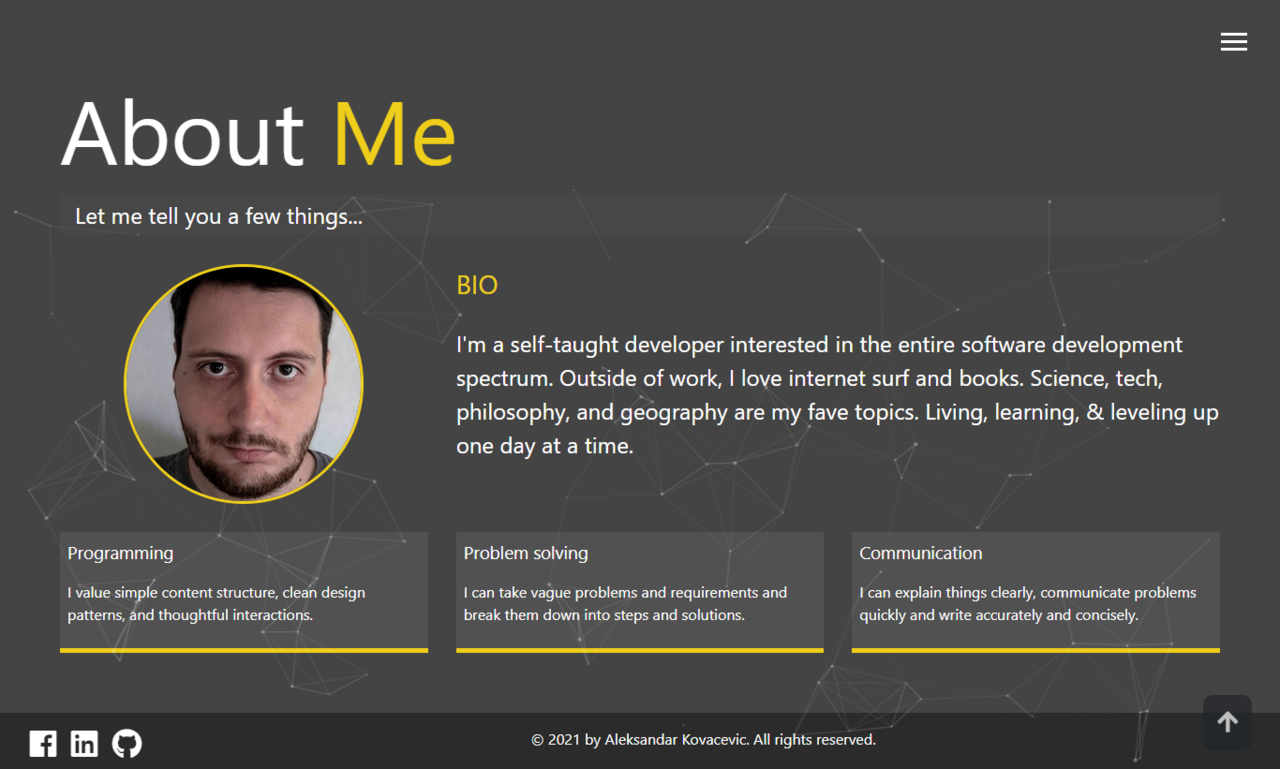 About Me
Let me tell you a few things...
BIO
I'm a self-taught developer interested in the entire software development
spectrum. Outside of work, I love internet surf and books. Science, tech,
philosophy, and geography are my fave topics. Living, learning, & leveling up
one day at a time.
Programming
I value simple content structure, clean design
patterns, and thoughtful interactions.
Problem solving
I can take vague problems and requirements and
break them down into steps and solutions.
Communication
I can explain things clearly, communicate problems
quickly and write accurately and concisely.
© 2021 by Aleksandar Kovacevic. All rights reserved.